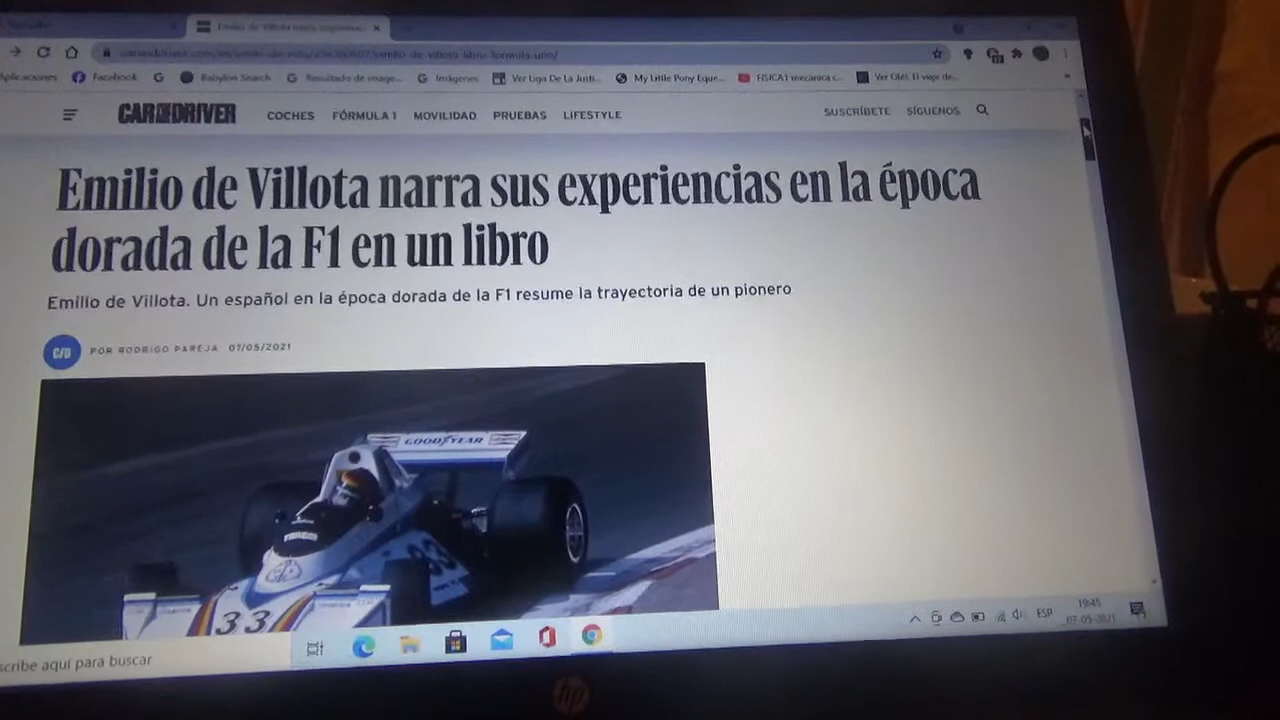 Aplicaciones Facebook Babylon Search Resultado de image... Imágenes Ver Liga De La Justi... My Little Pony Eque... FISICA I mecanica c... Ver Olét. El viaje de...
CAR AND DRIVER COCHES FÓRMULA 1 MOVILIDAD PRUEBAS LIFESTYLE SUSCRÍBETE SÍGUENOS
Emilio de Villota narra sus experiencias en la época
dorada de la F1 en un libro
Emilio de Villota. Un español en la época dorada de la F1 resume la trayectoria de un pionero
C/D POR RODRIGO PAREJA 07/05/2021
GOODYEAR
33
33
scribe aquí para buscar
ESP
19:45
07-05-2021
hp